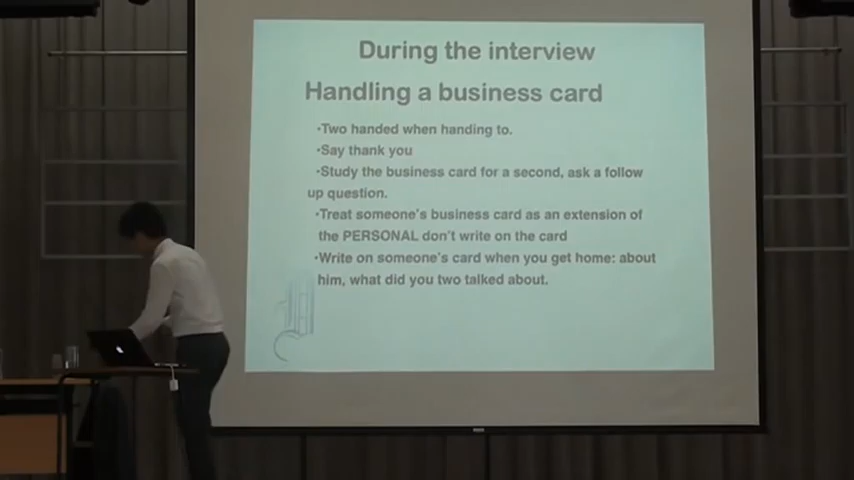 During the interview
Handling a business card
•Two handed when handing to.
•Say thank you
•Study the business card for a second, ask a follow
up question.
•Treat someone's business card as an extension of
the PERSONAL don't write on the card
•Write on someone's card when you get home: about
him, what did you two talked about.